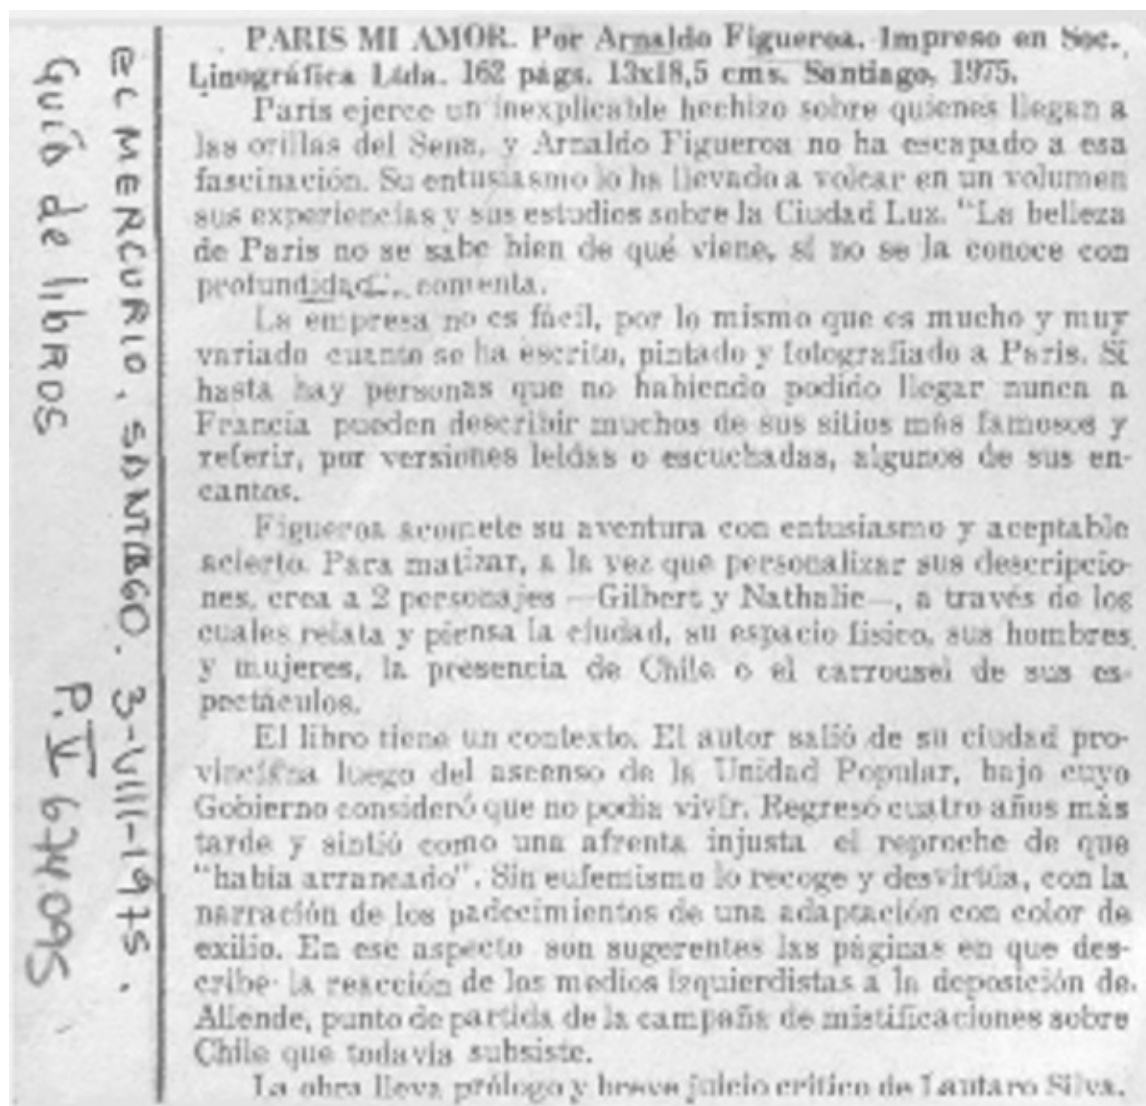 PARIS MI AMOR. Por Arnaldo Figueroa. Impreso en Soc.
Linográfica Ltda. 162 págs. 13x18,5 cms. Santiago, 1975.
París ejerce un inexplicable hechizo sobre quienes llegan a
las orillas del Sena, y Arnaldo Figueroa no ha escapado a esa
fascinación. Su entusiasmo lo ha llevado a volcar en un volumen
sus experiencias y sus estudios sobre la Ciudad Luz. "La belleza
de París no se sabe bien de qué viene, si no se la conoce con
profundidad", comenta.
La empresa no es fácil, por lo mismo que es mucho y muy
variado cuanto se ha escrito, pintado y fotografiado a París. Si
hasta hay personas que no habiendo podido llegar nunca a
Francia pueden describir muchos de sus sitios más famosos y
referir, por versiones leídas o escuchadas, algunos de sus en-
cantos.
Figueroa acomete su aventura con entusiasmo y aceptable
acierto. Para matizar, a la vez que personalizar sus descripcio-
nes, crea a 2 personajes —Gilbert y Nathalie—, a través de los
cuales relata y piensa la ciudad, su espacio físico, sus hombres
y mujeres, la presencia de Chile o el carrousel de sus es-
pectáculos.
El libro tiene un contexto. El autor salió de su ciudad pro-
vinciana luego del ascenso de la Unidad Popular, bajo cuyo
Gobierno consideró que no podía vivir. Regresó cuatro años más
tarde y sintió como una afrenta injusta el reproche de que
"había arrancado". Sin eufemismo lo recoge y desvirtúa, con la
narración de los padecimientos de una adaptación con color de
exilio. En ese aspecto son sugerentes las páginas en que des-
cribe la reacción de los medios izquierdistas a la deposición de
Allende, punto de partida de la campaña de mistificaciones sobre
Chile que todavía subsiste.
La obra lleva prólogo y breve juicio crítico de Lautaro Silva.
eC MERCURIO, SANTIAGO. 3-VIII-1975.
Guía de libros P. IV 674095